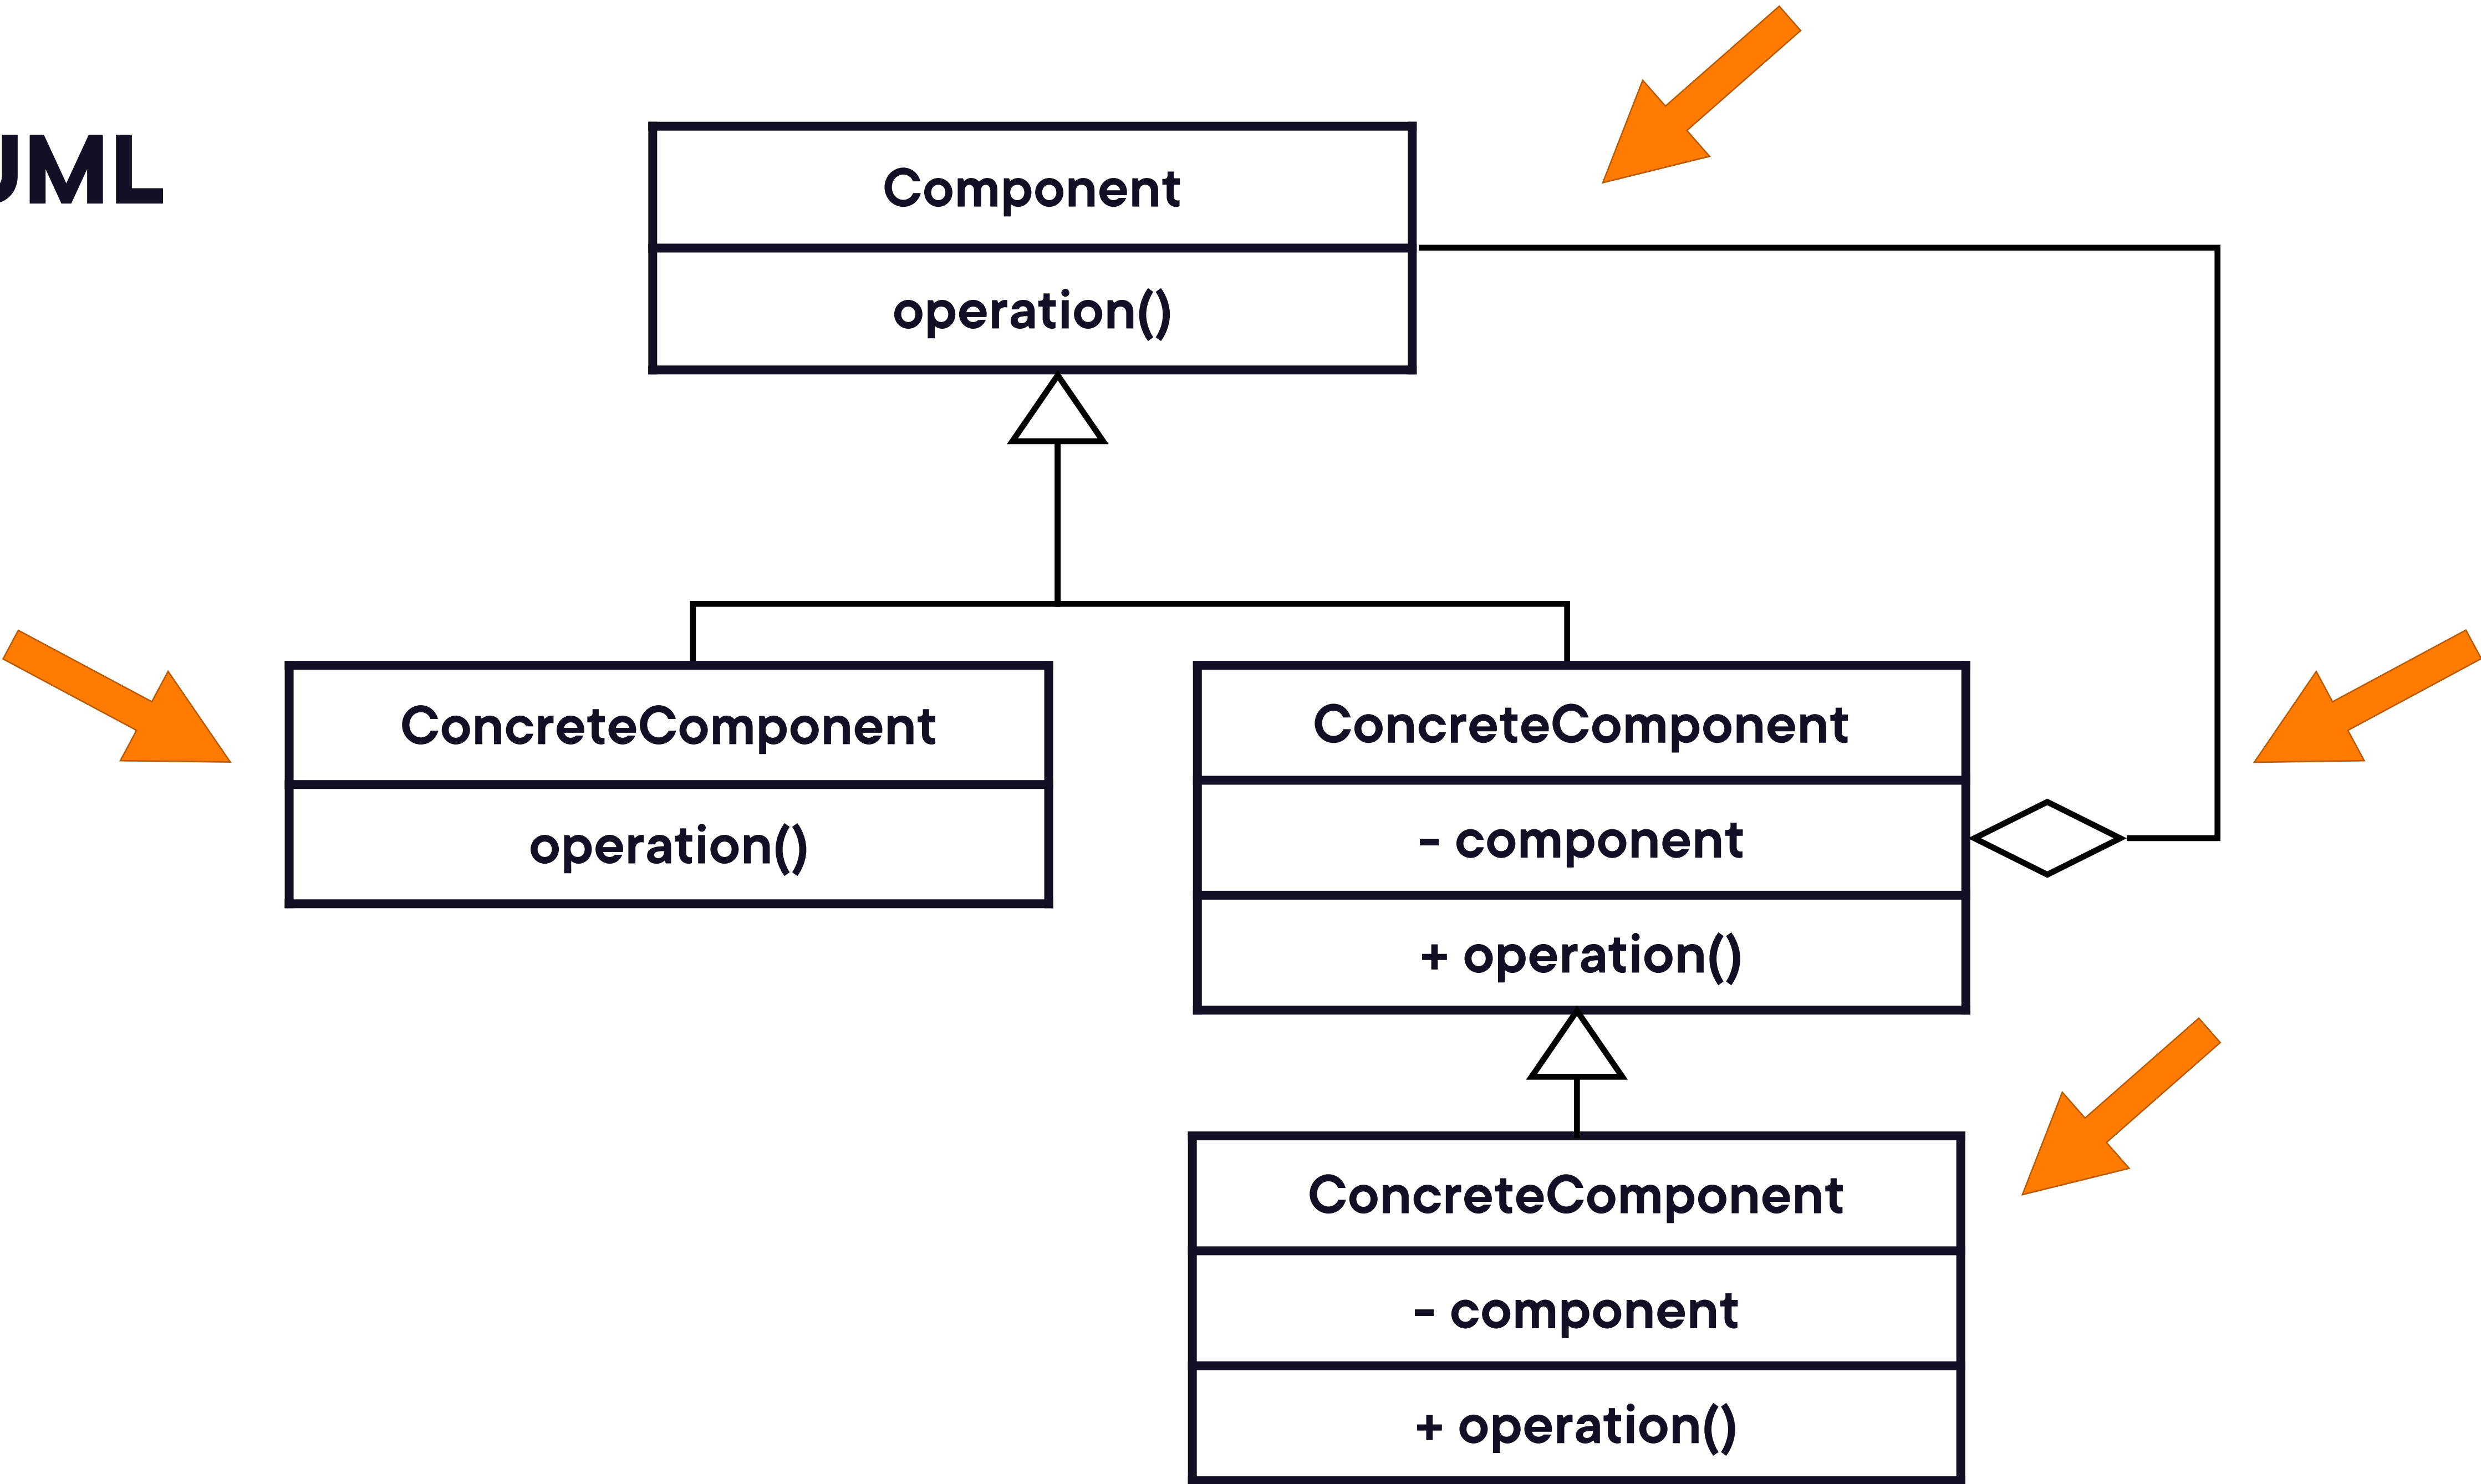 UML
Component
operation()
ConcreteComponent
operation()
ConcreteComponent
- component
+ operation()
ConcreteComponent
- component
+ operation()